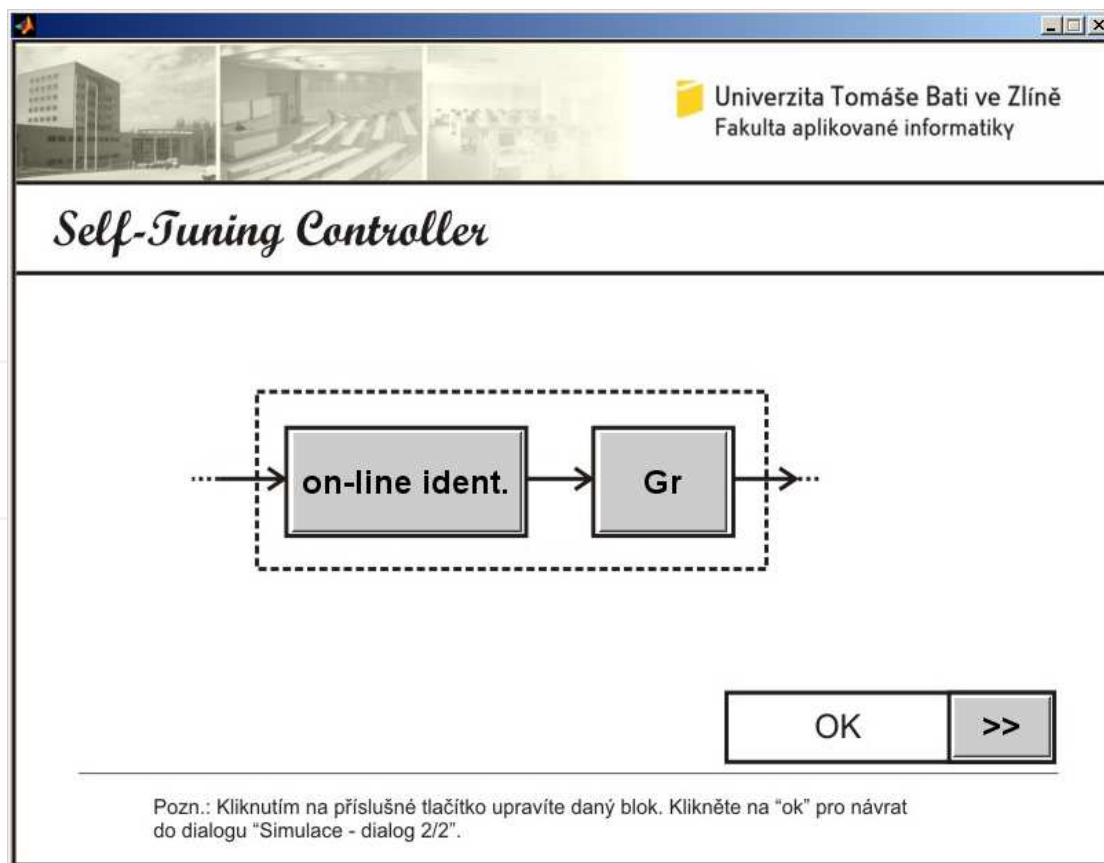 Univerzita Tomáše Bati ve Zlíně
Fakulta aplikované informatiky
Self-Tuning Controller
on-line ident.
Gr
OK
>>
Pozn.: Kliknutím na příslušné tlačítko upravíte daný blok. Klikněte na “ok” pro návrat
do dialogu “Simulace - dialog 2/2”.